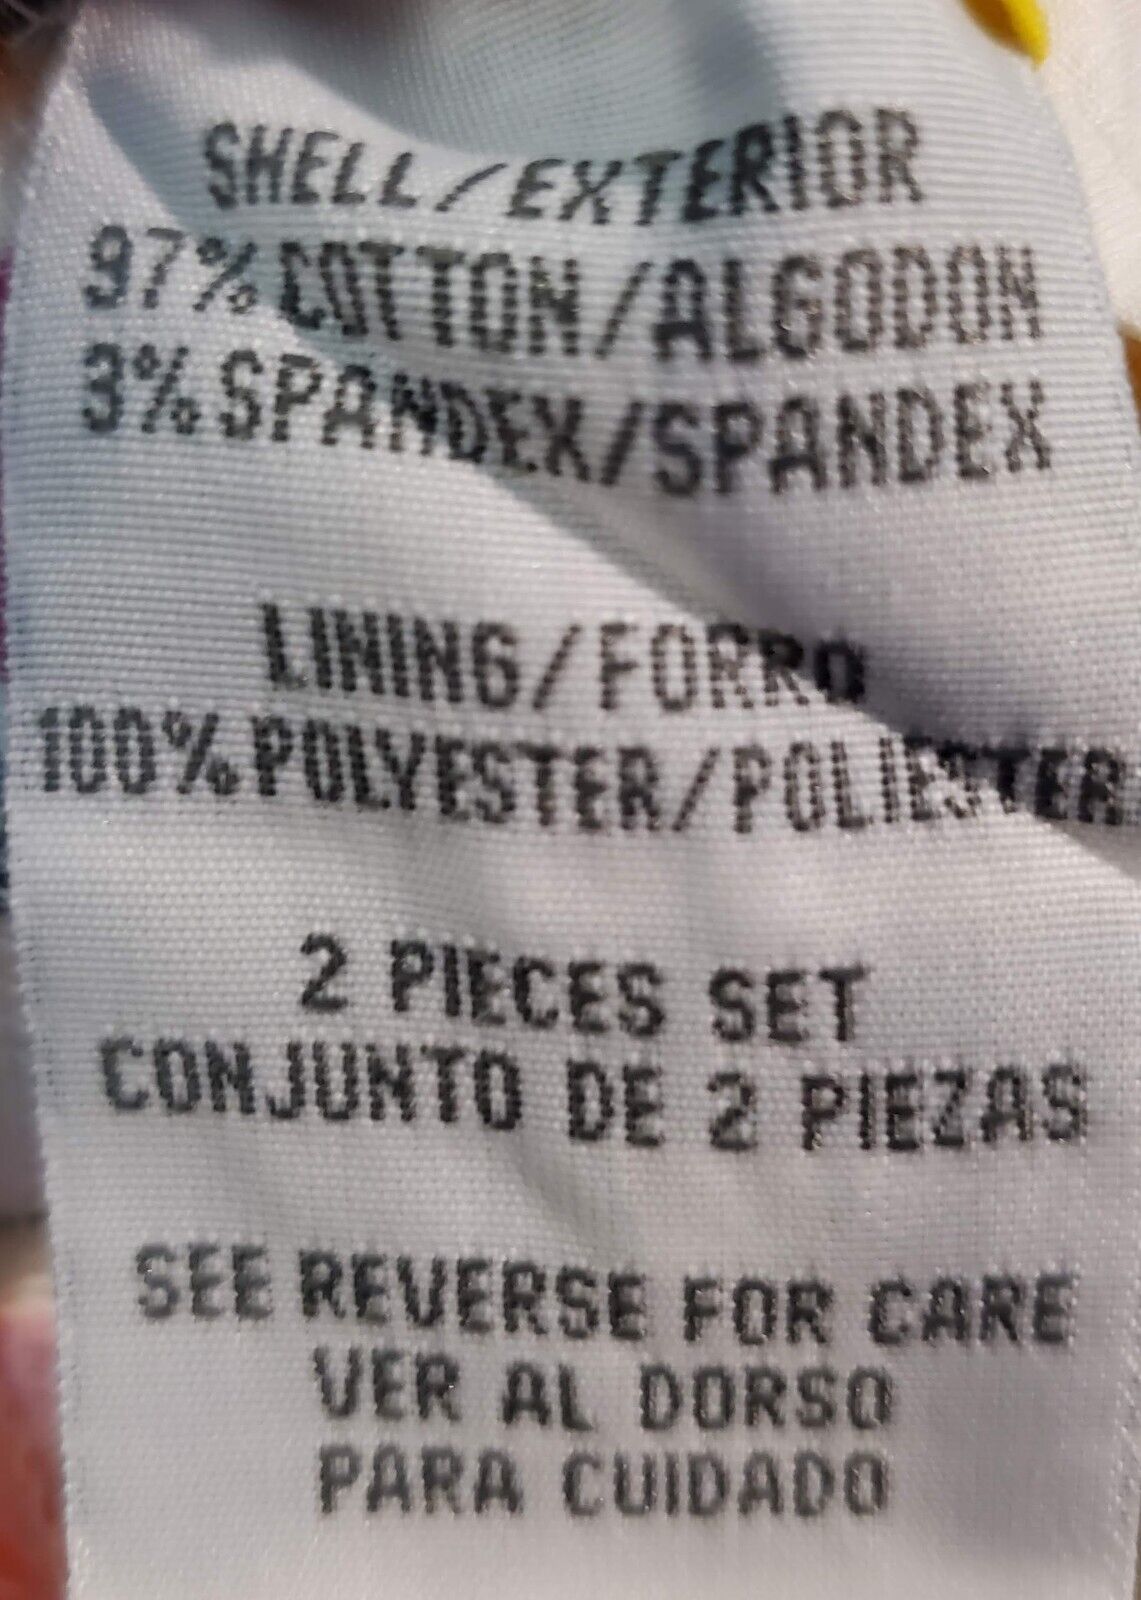 SHELL/EXTERIOR
97% COTTON/ALGODON
3% SPANDEX/SPANDEX
LINING/FORRO
100% POLYESTER/POLIESTER
2 PIECES SET
CONJUNTO DE 2 PIEZAS
SEE REVERSE FOR CARE
VER AL DORSO
PARA CUIDADO